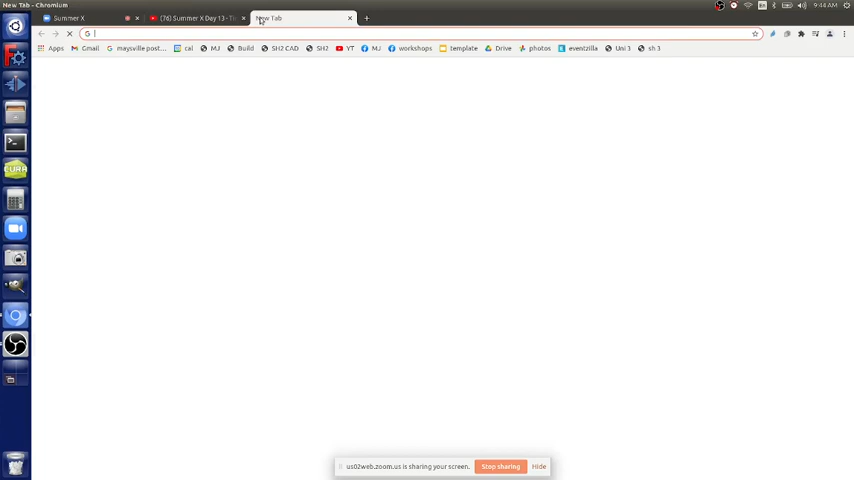 New Tab - Chromium
9:44 AM
Summer X
(76) Summer X Day 13 - Ti
New Tab
G
Apps
Gmail
maysville post...
cal
MJ
Build
SH2 CAD
SH2
YT
MJ
workshops
template
Drive
photos
eventzilla
Uni 3
sh 3
CURA
us02web.zoom.us is sharing your screen.
Stop sharing
Hide